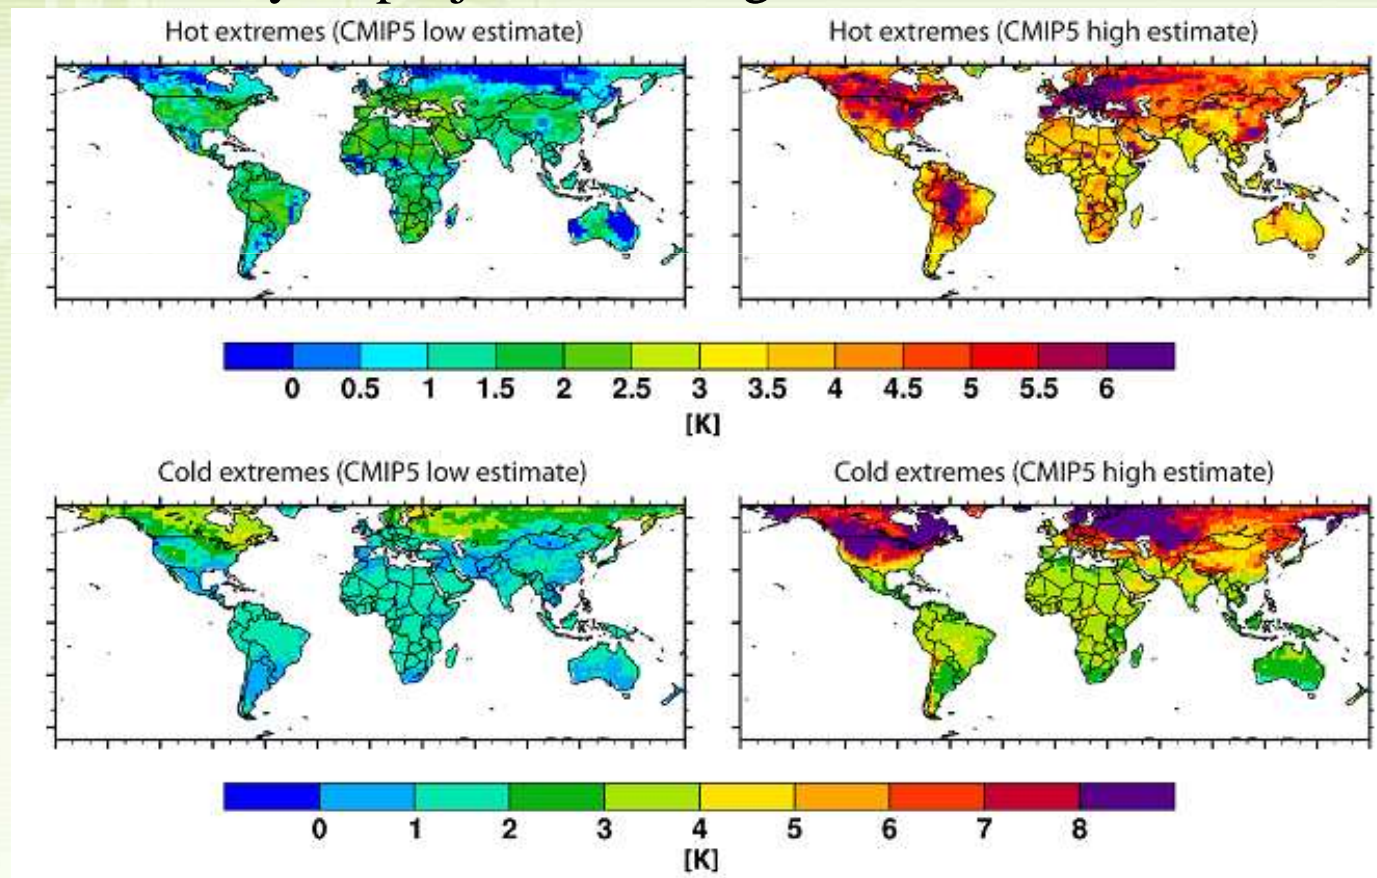 Hot extremes (CMIP5 low estimate) Hot extremes (CMIP5 high estimate)
0 0.5 1 1.5 2 2.5 3 3.5 4 4.5 5 5.5 6
[K]
Cold extremes (CMIP5 low estimate) Cold extremes (CMIP5 high estimate)
0 1 2 3 4 5 6 7 8
[K]